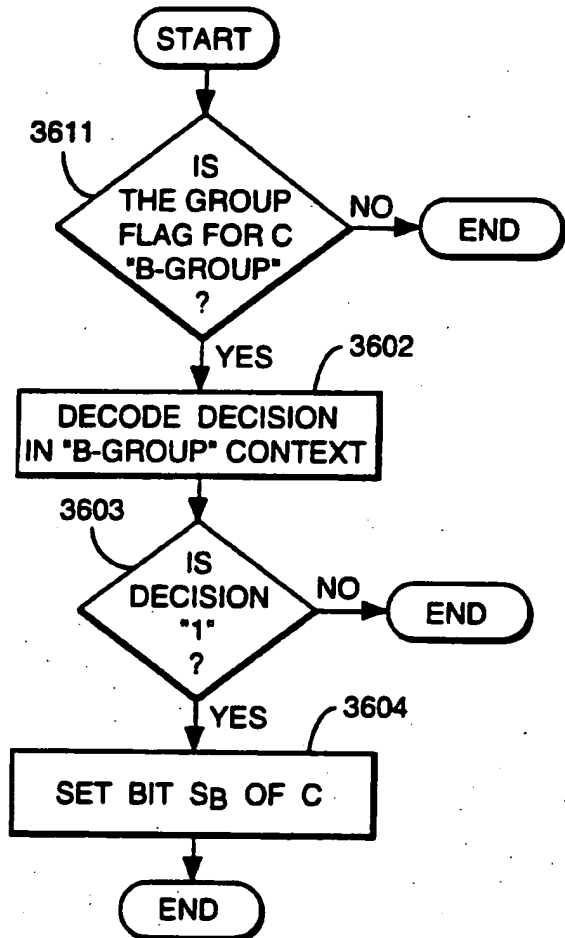 START
3611
IS
THE GROUP
FLAG FOR C
"B-GROUP"
?
NO
END
YES
3602
DECODE DECISION
IN "B-GROUP" CONTEXT
3603
IS
DECISION
"1"
?
NO
END
YES
3604
SET BIT SB OF C
END